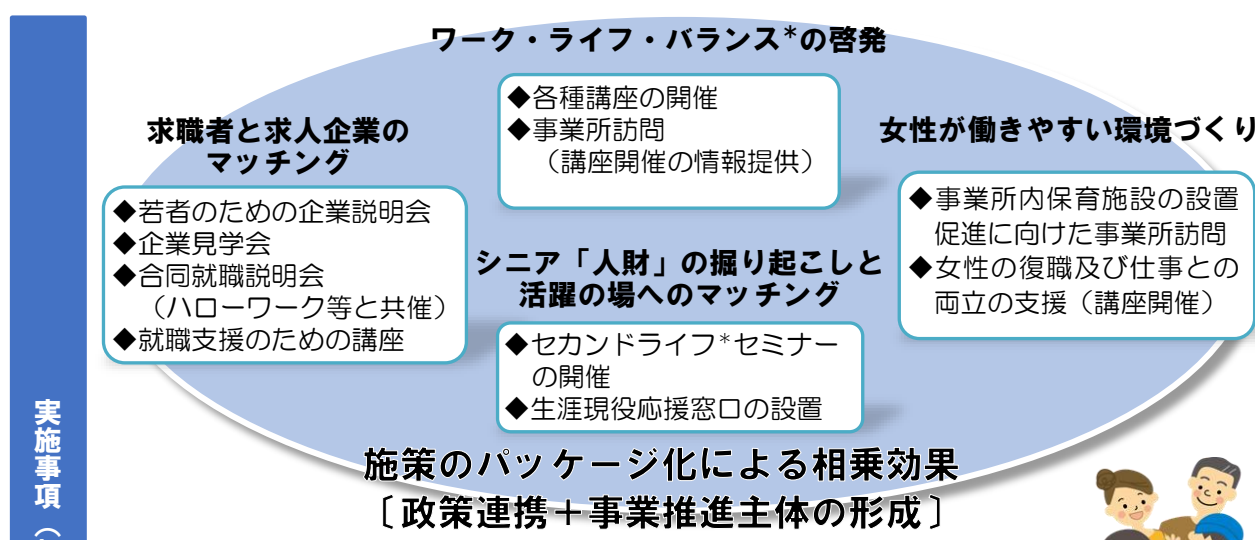 ワーク・ライフ・バランス*の啓発
◆各種講座の開催
◆事業所訪問
（講座開催の情報提供）
求職者と求人企業の
マッチング
◆若者のための企業説明会
◆企業見学会
◆合同就職説明会
（ハローワーク等と共催）
◆就職支援のための講座
女性が働きやすい環境づくり
◆事業所内保育施設の設置
促進に向けた事業所訪問
◆女性の復職及び仕事との
両立の支援（講座開催）
シニア「人財」の掘り起こしと
活躍の場へのマッチング
◆セカンドライフ*セミナー
の開催
◆生涯現役応援窓口の設置
施策のパッケージ化による相乗効果
〔政策連携＋事業推進主体の形成〕
実施事項（